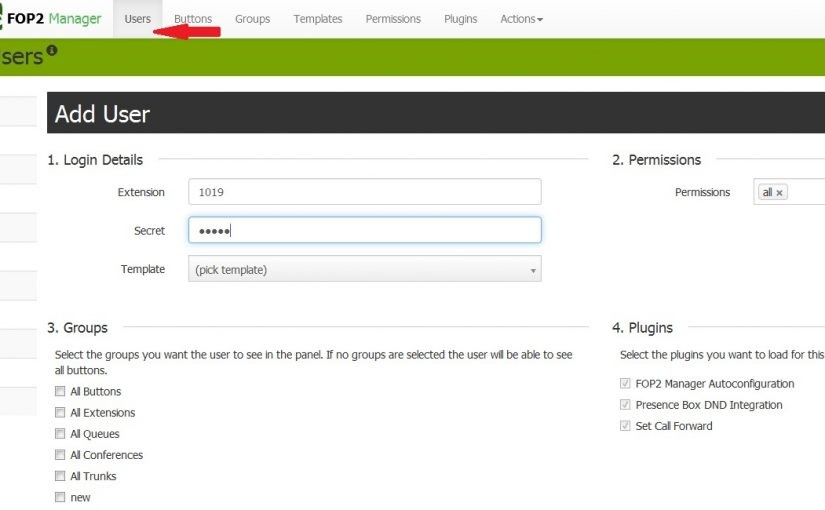 FOP2 Manager Users Buttons Groups Templates Permissions Plugins Actions
sers
Add User
1. Login Details
Extension 1019
Secret •••••
Template (pick template)
2. Permissions
Permissions all ×
3. Groups
Select the groups you want the user to see in the panel. If no groups are selected the user will be able to see
all buttons.
All Buttons
All Extensions
All Queues
All Conferences
All Trunks
new
4. Plugins
Select the plugins you want to load for this
FOP2 Manager Autoconfiguration
Presence Box DND Integration
Set Call Forward